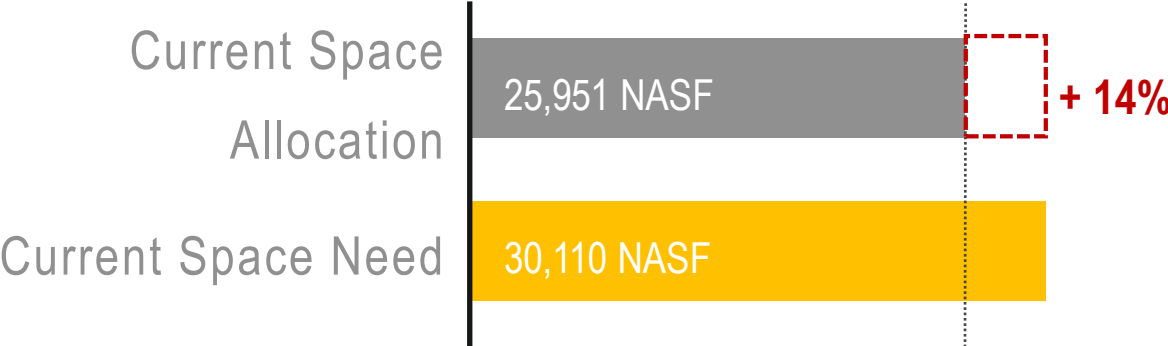 Current Space
Allocation
25,951 NASF
+ 14%
Current Space Need
30,110 NASF